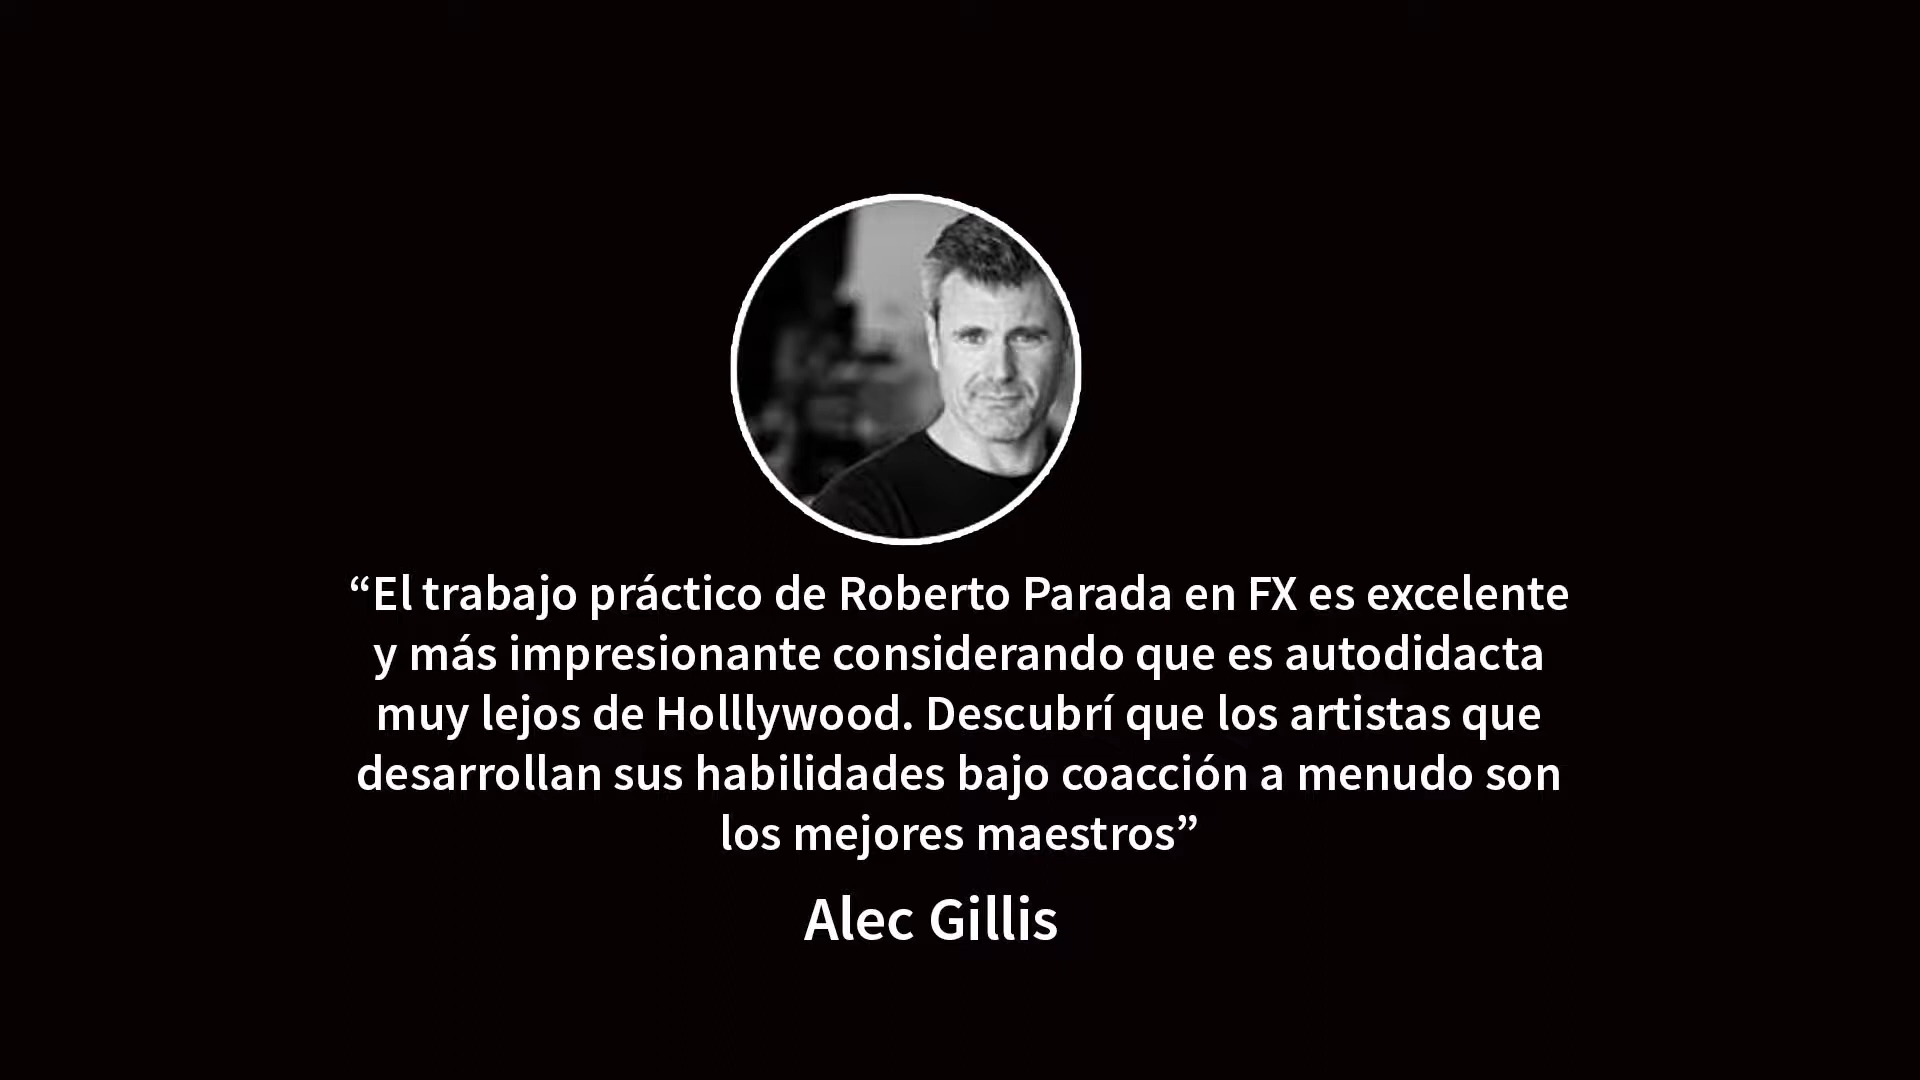 “El trabajo práctico de Roberto Parada en FX es excelente
y más impresionante considerando que es autodidacta
muy lejos de Holllywood. Descubrí que los artistas que
desarrollan sus habilidades bajo coacción a menudo son
los mejores maestros”
Alec Gillis